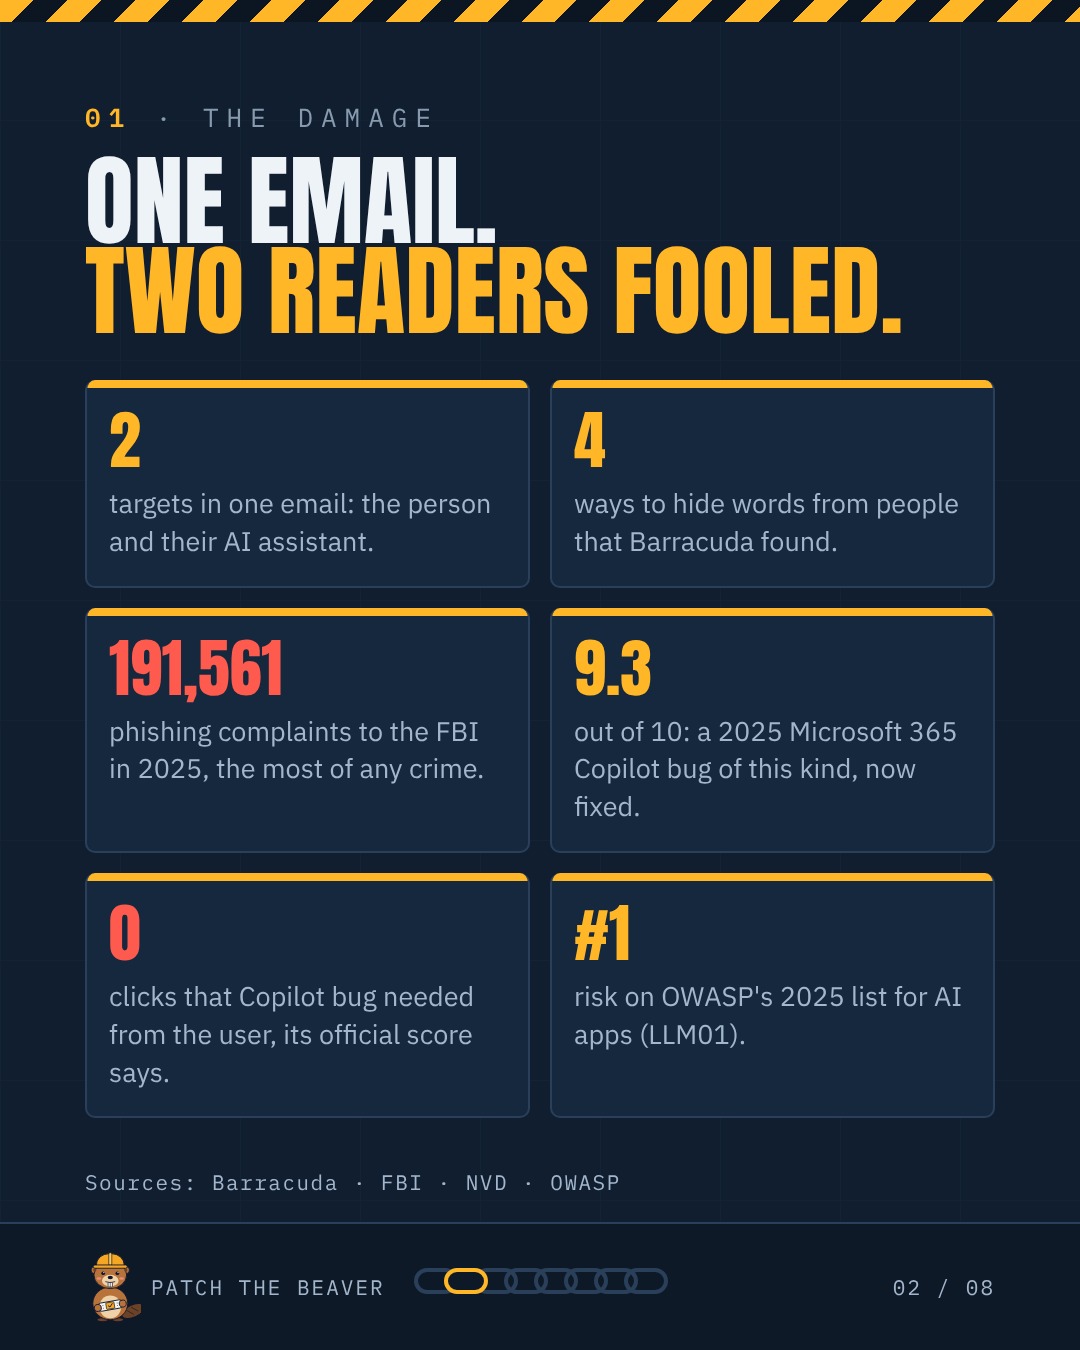 01 · THE DAMAGE
ONE EMAIL.
TWO READERS FOOLED.
2
targets in one email: the person
and their AI assistant.
4
ways to hide words from people
that Barracuda found.
191,561
phishing complaints to the FBI
in 2025, the most of any crime.
9.3
out of 10: a 2025 Microsoft 365
Copilot bug of this kind, now
fixed.
0
clicks that Copilot bug needed
from the user, its official score
says.
#1
risk on OWASP's 2025 list for AI
apps (LLM01).
Sources: Barracuda · FBI · NVD · OWASP
PATCH THE BEAVER
02 / 08